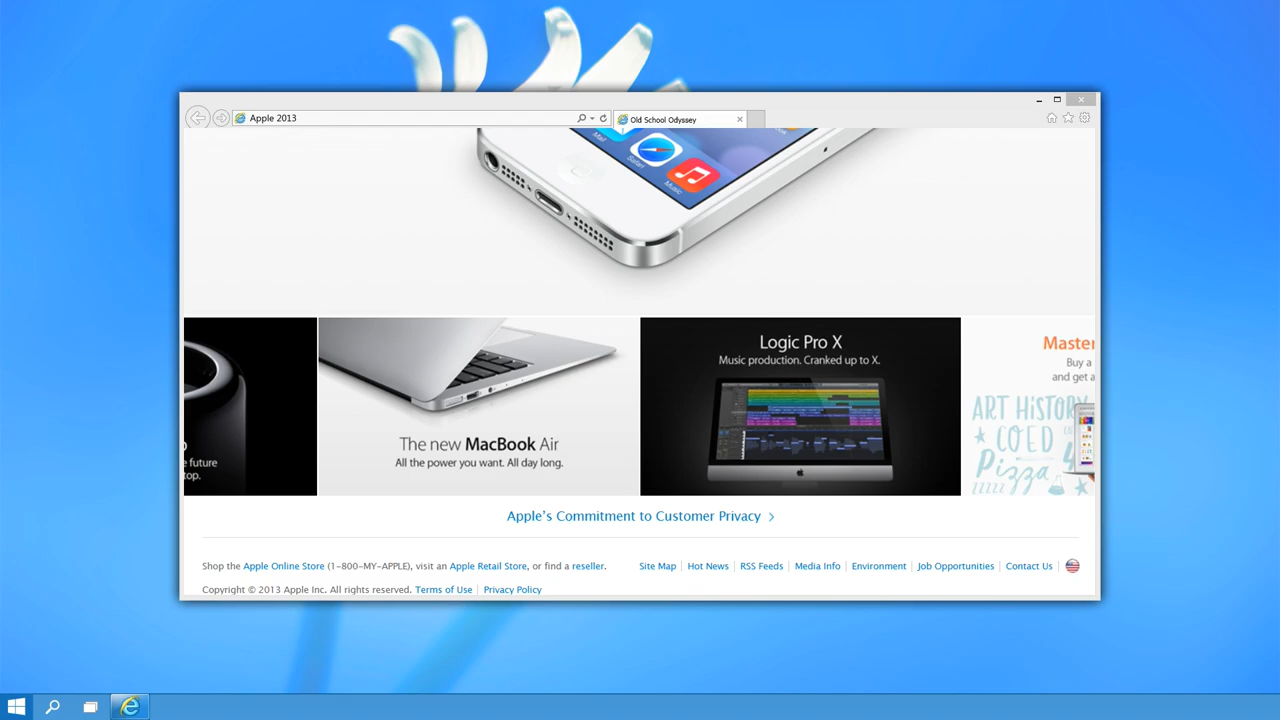 Apple 2013
Old School Odyssey
Mail
Safari
Music
e future
top.
The new MacBook Air
All the power you want. All day long.
Logic Pro X
Music production. Cranked up to X.
Master
Buy a
and get a
ART HISTORY
COED
Pizza 4
Apple’s Commitment to Customer Privacy
Shop the Apple Online Store (1-800-MY-APPLE), visit an Apple Retail Store, or find a reseller.
Site Map Hot News RSS Feeds Media Info Environment Job Opportunities Contact Us
Copyright © 2013 Apple Inc. All rights reserved. Terms of Use Privacy Policy